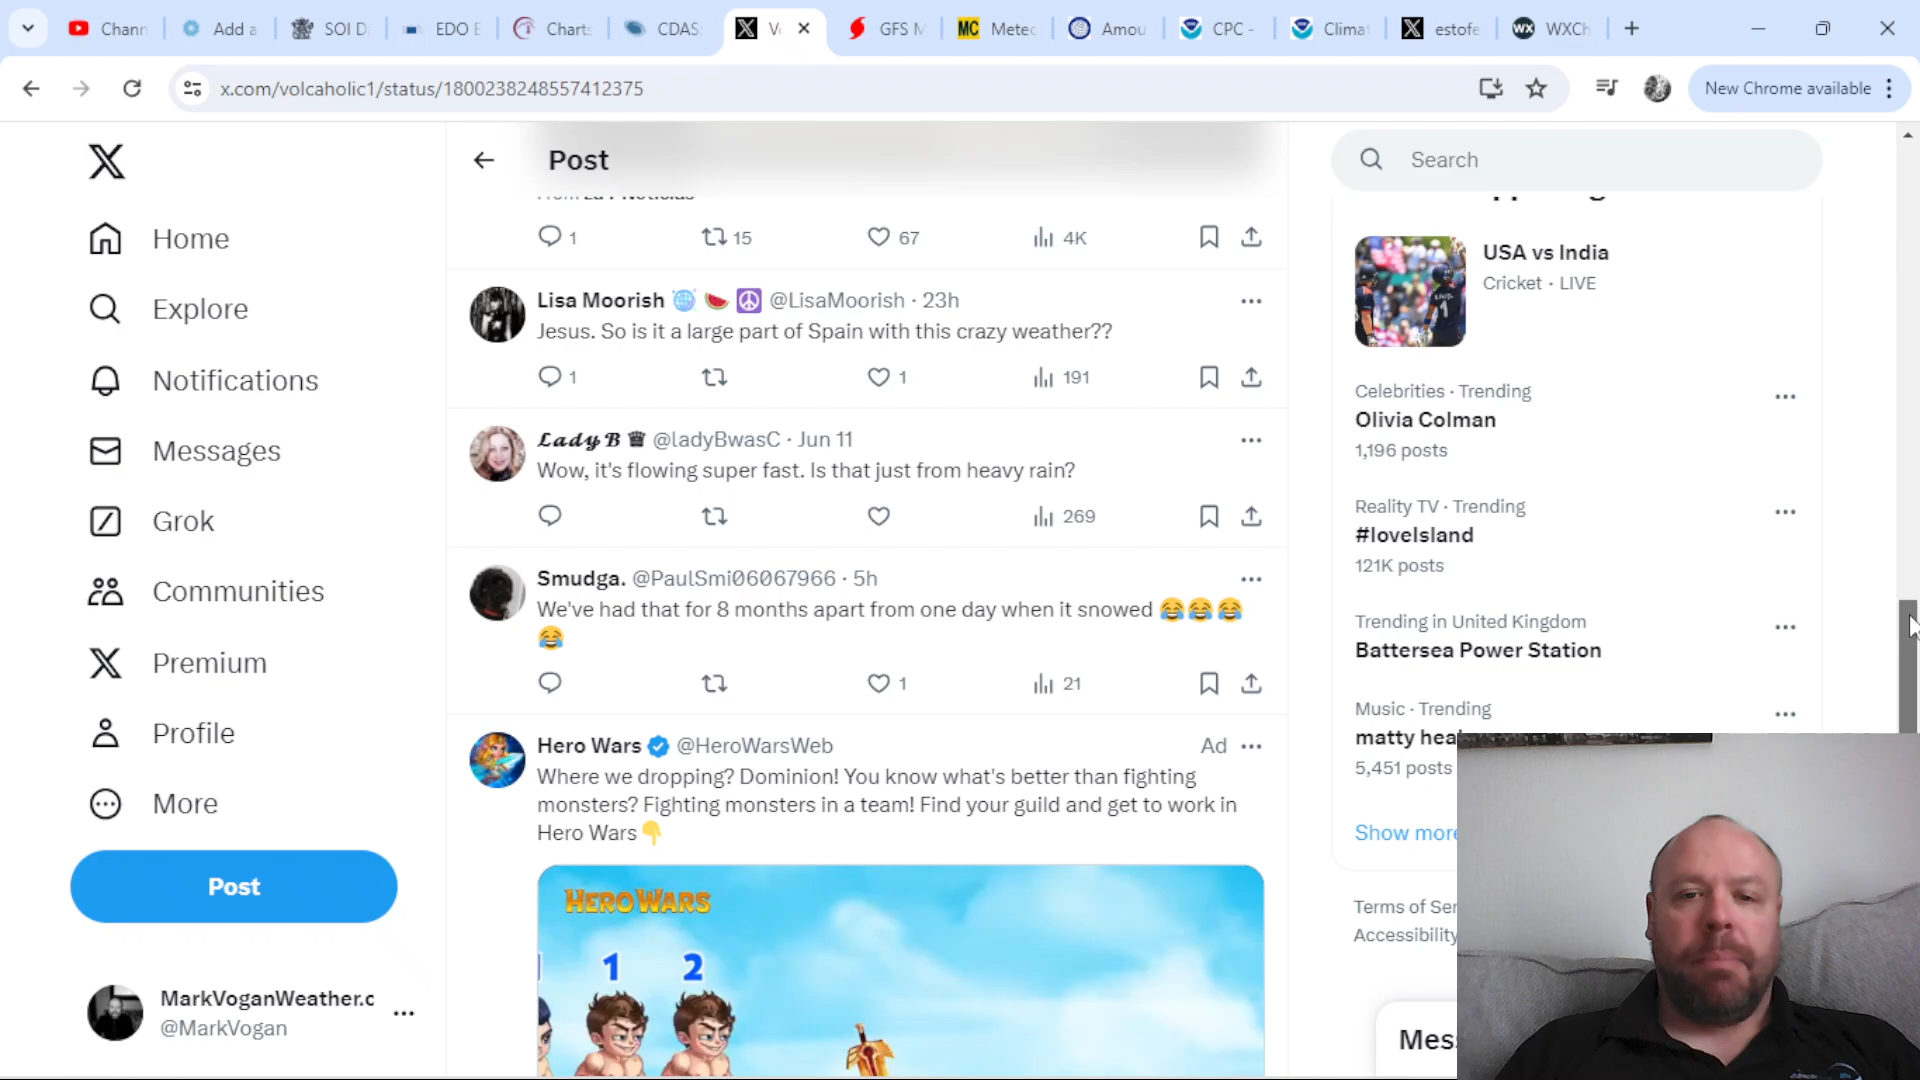 Chann
Add a
SOI D
EDO E
Charts
CDAS
GFS M
MC
Metec
Amou
CPC -
Climat
estofe
WX
WXCh
x.com/volcaholic1/status/1800238248557412375
New Chrome available
Post
Search
1
15
67
4K
Home
Explore
Notifications
Messages
Grok
Communities
Premium
Profile
More
Post
MarkVoganWeather.c
@MarkVogan
Lisa Moorish @LisaMoorish · 23h
Jesus. So is it a large part of Spain with this crazy weather??
1
1
191
Lady B @ladyBwasC · Jun 11
Wow, it's flowing super fast. Is that just from heavy rain?
269
Smudga. @PaulSmi06067966 · 5h
We've had that for 8 months apart from one day when it snowed 😂😂😂
😂
1
21
Hero Wars @HeroWarsWeb
Ad
Where we dropping? Dominion! You know what's better than fighting
monsters? Fighting monsters in a team! Find your guild and get to work in
Hero Wars👇
HERO WARS
1
2
USA vs India
Cricket · LIVE
Celebrities · Trending
Olivia Colman
1,196 posts
Reality TV · Trending
#loveIsland
121K posts
Trending in United Kingdom
Battersea Power Station
Music · Trending
matty hea
5,451 posts
Show more
Terms of Ser
Accessibility
Mes